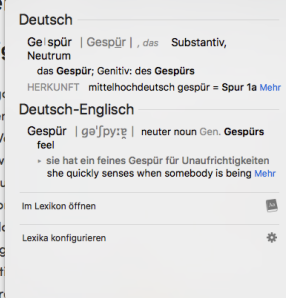 Deutsch
Ge|spür | Gespü̲r | , das Substantiv,
Neutrum
das Gespür; Genitiv: des Gespürs
HERKUNFT mittelhochdeutsch gespür = Spur 1a Mehr
Deutsch-Englisch
Gespür | ɡəˈʃpyːɐ̯ | neuter noun Gen. Gespürs
feel
▸ sie hat ein feines Gespür für Unaufrichtigkeiten
she quickly senses when somebody is being Mehr
Im Lexikon öffnen
Lexika konfigurieren